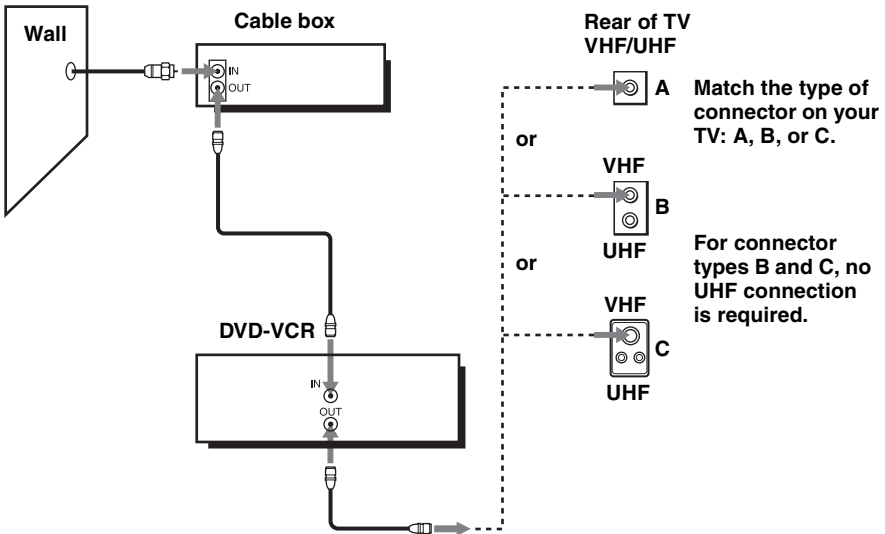 Wall
Cable box
IN
OUT
DVD-VCR
IN
OUT
Rear of TV
VHF/UHF
A
Match the type of
connector on your
TV: A, B, or C.
or
VHF
B
UHF
or
For connector
types B and C, no
UHF connection
is required.
VHF
C
UHF